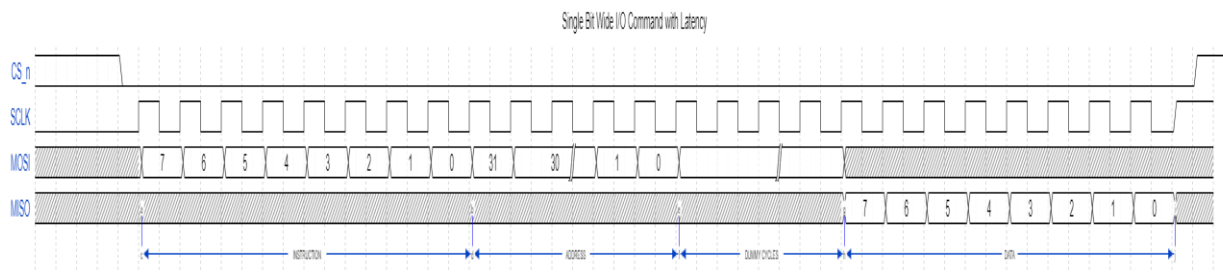 Single Bit Wide I/O Command with Latency
CS_n
SCLK
MOSI 7 6 5 4 3 2 1 0 31 30 1 0
MISO 7 6 5 4 3 2 1 0
INSTRUCTION ADDRESS DUMMY CYCLES DATA